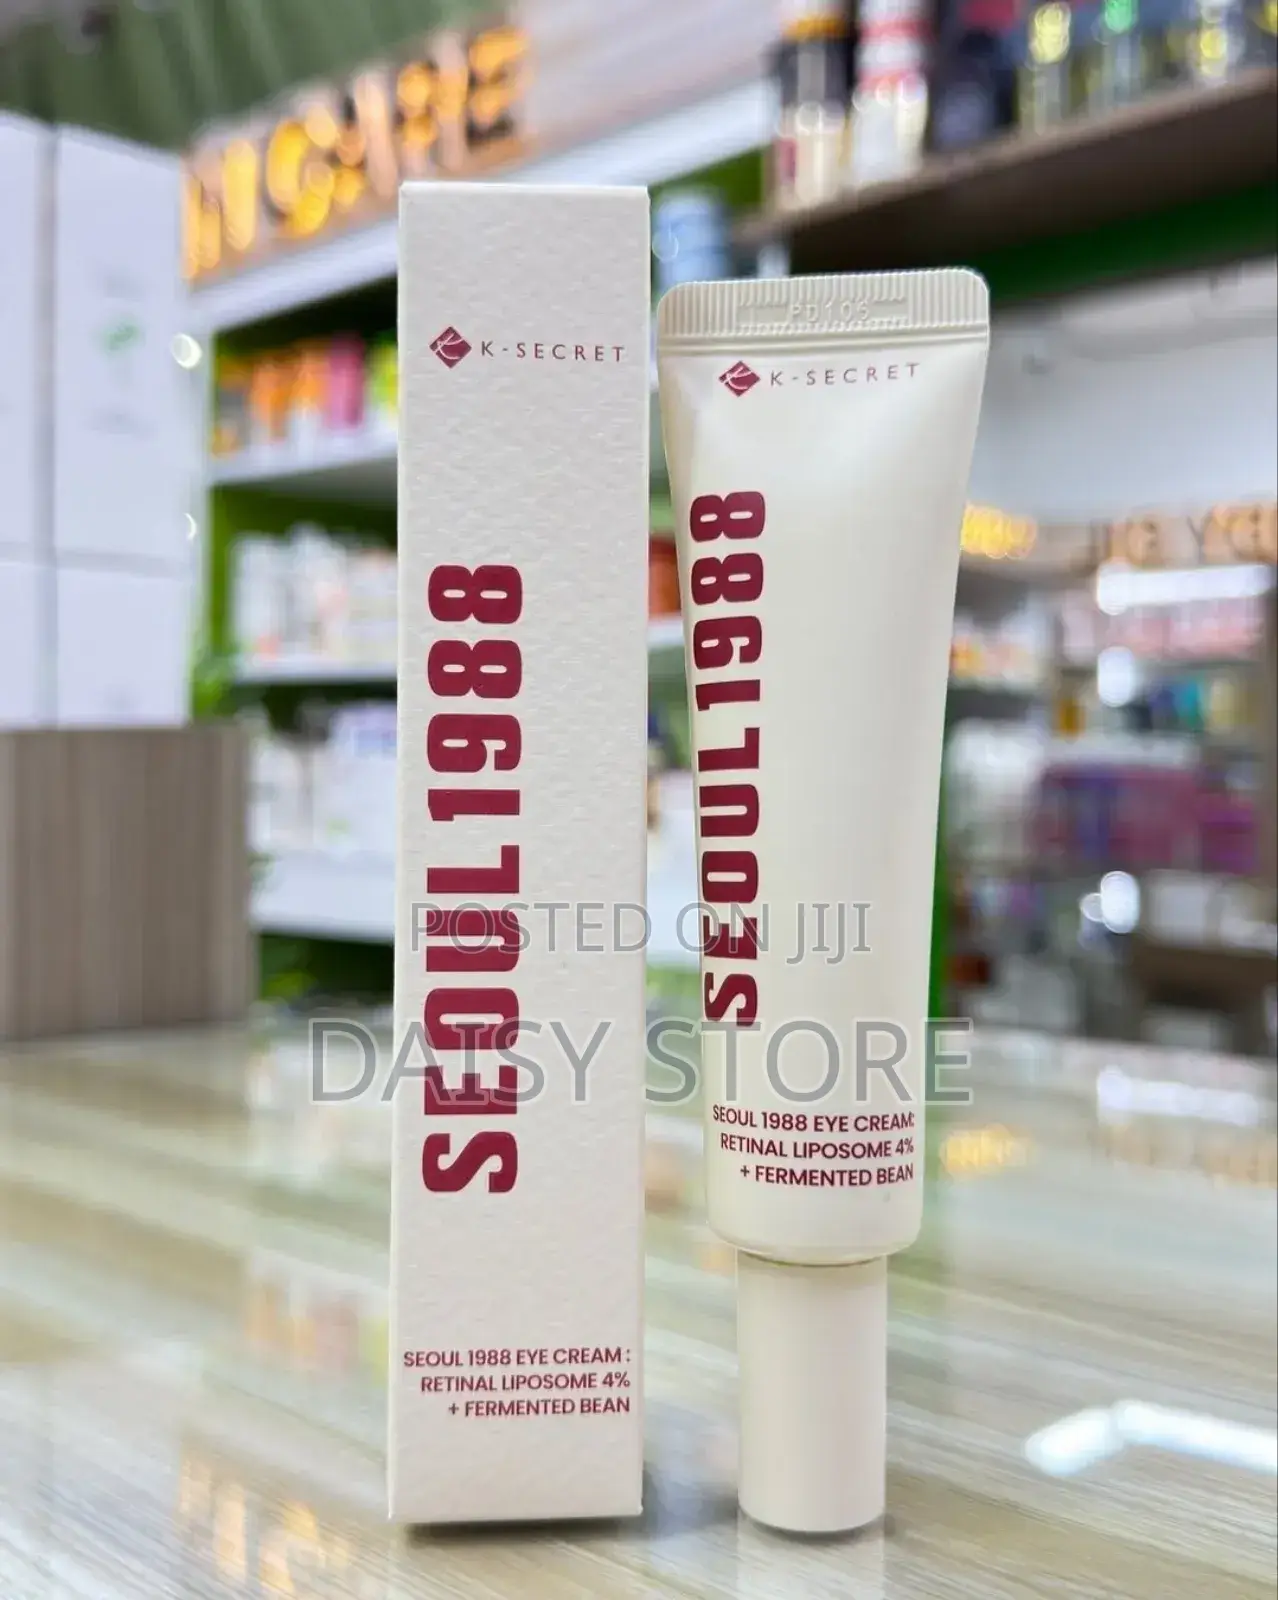 K-SECRET
SEOUL1988
SEOUL 1988 EYE CREAM :
RETINAL LIPOSOME 4%
+ FERMENTED BEAN
PD106
K-SECRET
SEOUL1988
SEOUL 1988 EYE CREAM:
RETINAL LIPOSOME 4%
+ FERMENTED BEAN
POSTED ON JIJI
DAISY STORE